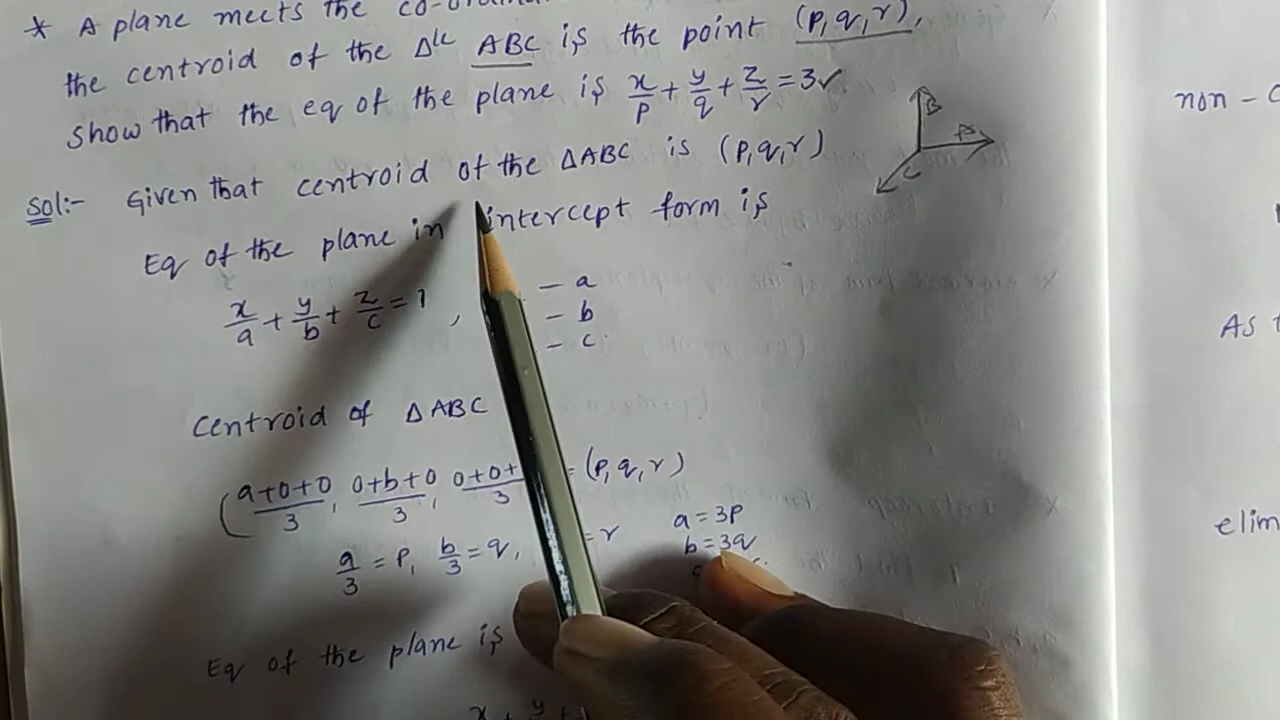 * A plane meets the co-ordina
the centroid of the Δle ABC is the point (p,q,r),
Show that the eq of the plane is x/p + y/q + z/r = 3✓
B
A
C
Sol:- Given that centroid of the ΔABC is (p,q,r)
Eq of the plane in intercept form is
x/a + y/b + z/c = 1 ,
- a
- b
- c
Centroid of ΔABC
(a+0+0/3, 0+b+0/3, 0+0+ /3 = (p,q,r)
a/3 = p, b/3 = q, = r
a = 3p
b = 3q
Eq of the plane is
x + y +
non -
As
elim